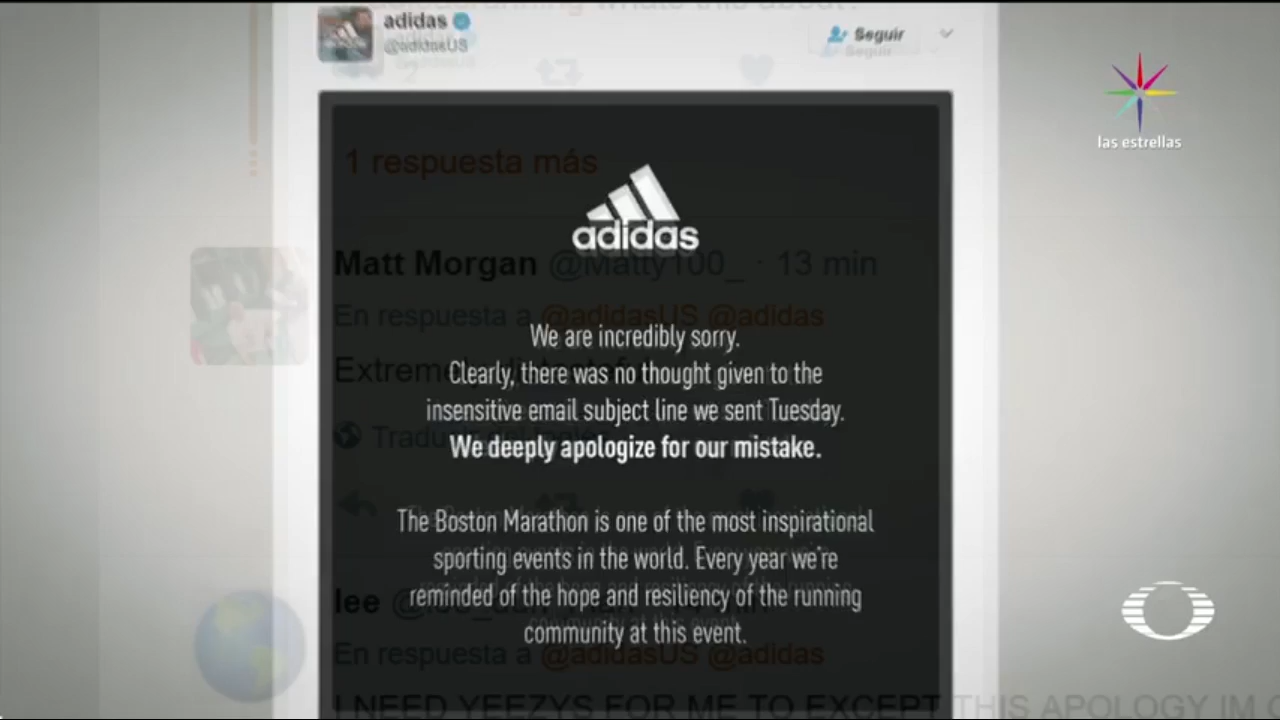 adidas
@adidasUS
Seguir
las estrellas
1 respuesta más
adidas
Matt Morgan @Matty100_ · 13 min
En respuesta a @adidasUS @adidas
We are incredibly sorry.
Clearly, there was no thought given to the
insensitive email subject line we sent Tuesday.
We deeply apologize for our mistake.
The Boston Marathon is one of the most inspirational
sporting events in the world. Every year we're
reminded of the hope and resiliency of the running
community at this event.
lee
En respuesta a @adidasUS @adidas
I NEED YEEZYS FOR ME TO EXCEPT THIS APOLOGY IM